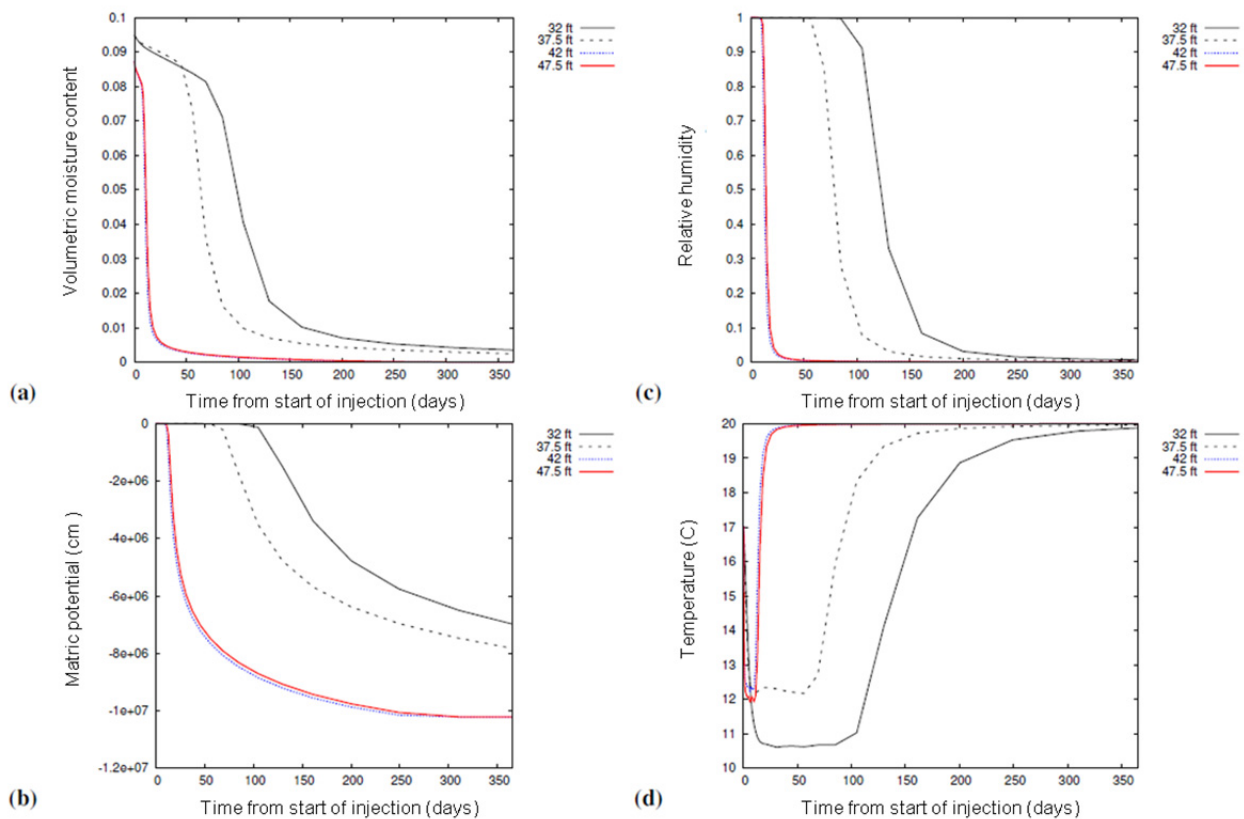 0.1
0.09
0.08
0.07
0.06
0.05
0.04
0.03
0.02
0.01
0
Volumetric moisture content
0 50 100 150 200 250 300 350
Time from start of injection (days)
32 ft
37.5 ft
42 ft
47.5 ft
(a)
1
0.9
0.8
0.7
0.6
0.5
0.4
0.3
0.2
0.1
0
Relative humidity
0 50 100 150 200 250 300 350
Time from start of injection (days)
32 ft
37.5 ft
42 ft
47.5 ft
(c)
0
-2e+06
-4e+06
-6e+06
-8e+06
-1e+07
-1.2e+07
Matric potential (cm)
0 50 100 150 200 250 300 350
Time from start of injection (days)
32 ft
37.5 ft
42 ft
47.5 ft
(b)
20
19
18
17
16
15
14
13
12
11
10
Temperature (C)
0 50 100 150 200 250 300 350
Time from start of injection (days)
32 ft
37.5 ft
42 ft
47.5 ft
(d)